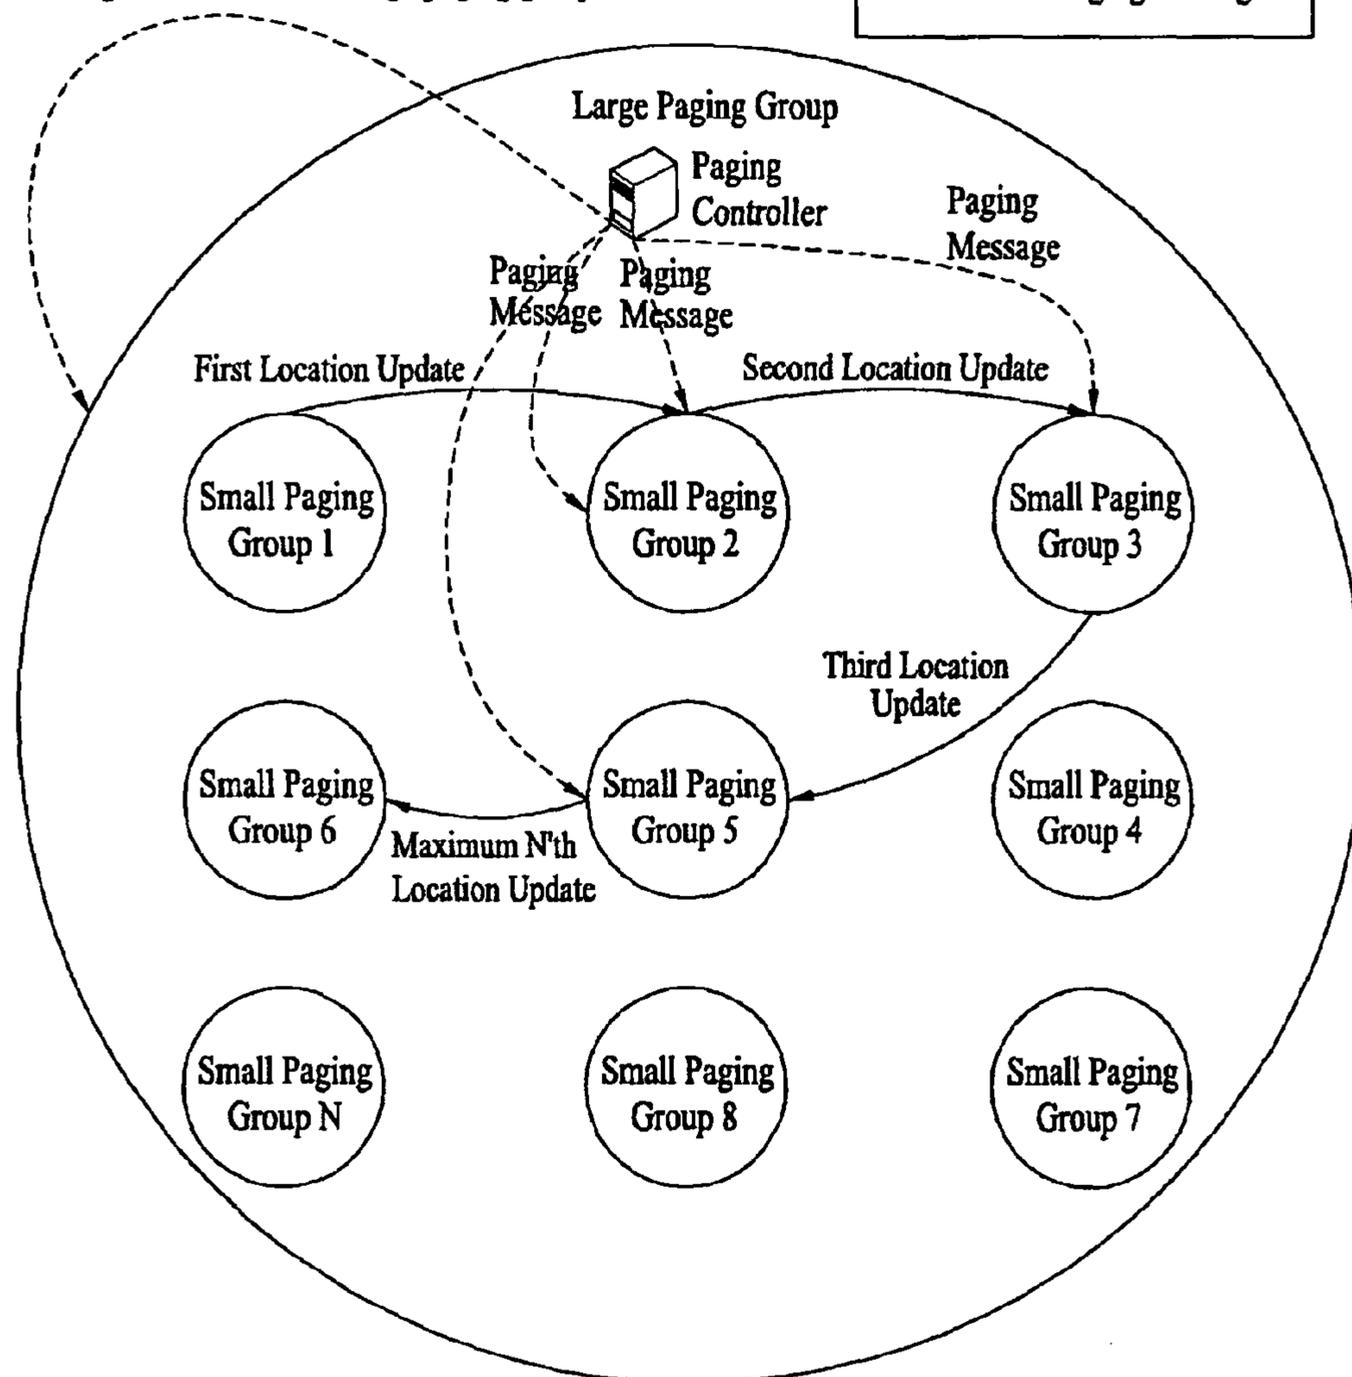 Large Paging Group
Paging
Controller
Paging
Message
Paging
Message
Paging
Message
First Location Update
Second Location Update
Small Paging
Group 1
Small Paging
Group 2
Small Paging
Group 3
Third Location
Update
Small Paging
Group 6
Small Paging
Group 5
Small Paging
Group 4
Maximum N'th
Location Update
Small Paging
Group N
Small Paging
Group 8
Small Paging
Group 7